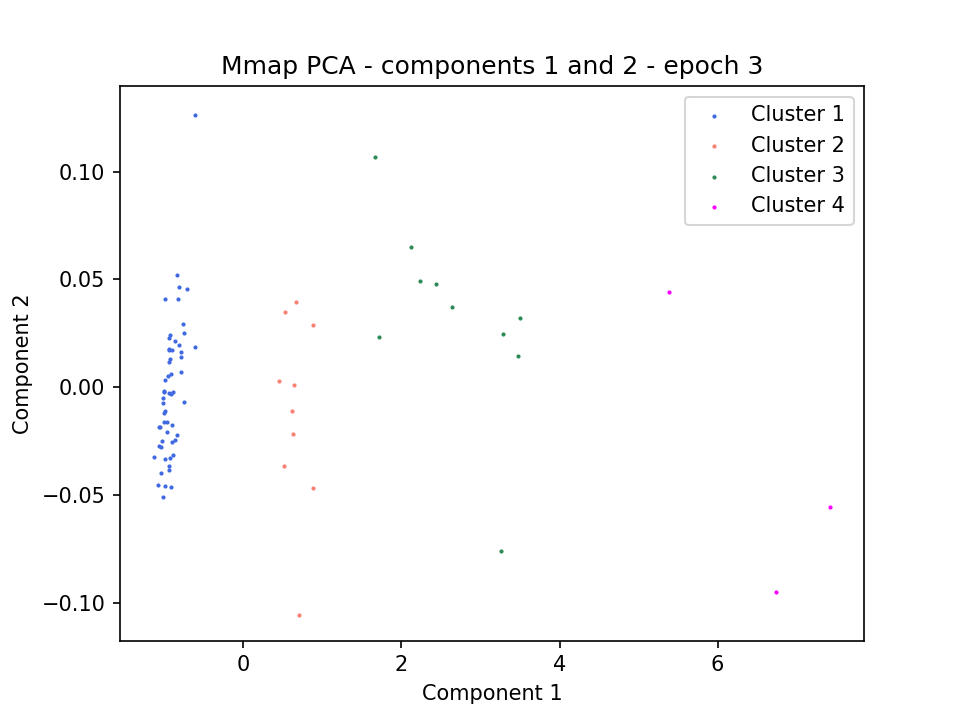 Mmap PCA - components 1 and 2 - epoch 3
Cluster 1
Cluster 2
Cluster 3
Cluster 4
0.10
0.05
0.00
−0.05
−0.10
Component 2
0 2 4 6
Component 1